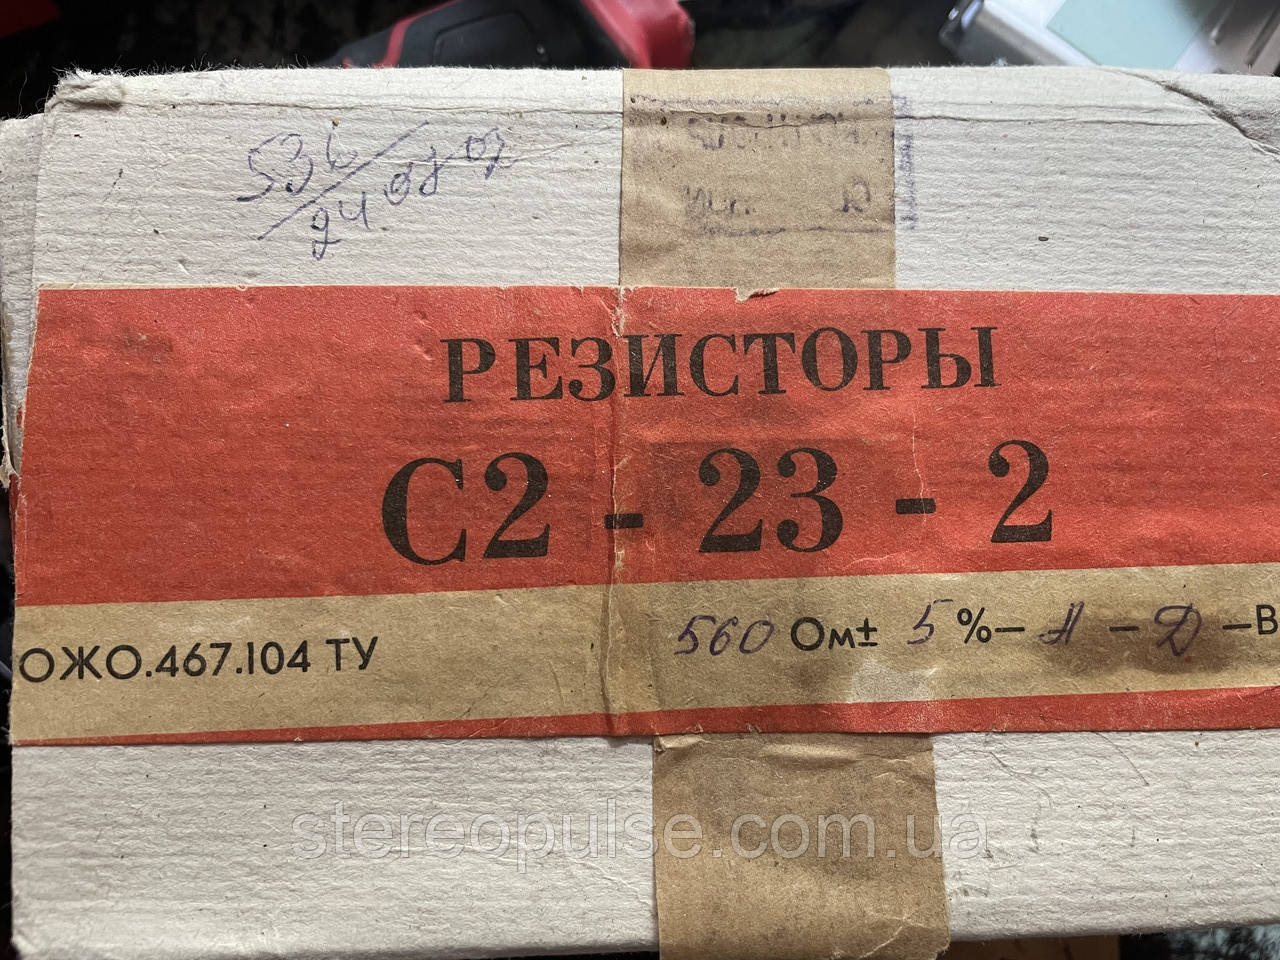 РЕЗИСТОРЫ
С2 - 23 - 2
ОЖО.467.104 ТУ 560 Ом± 5 %– А – Д –В
stereopulse.com.ua